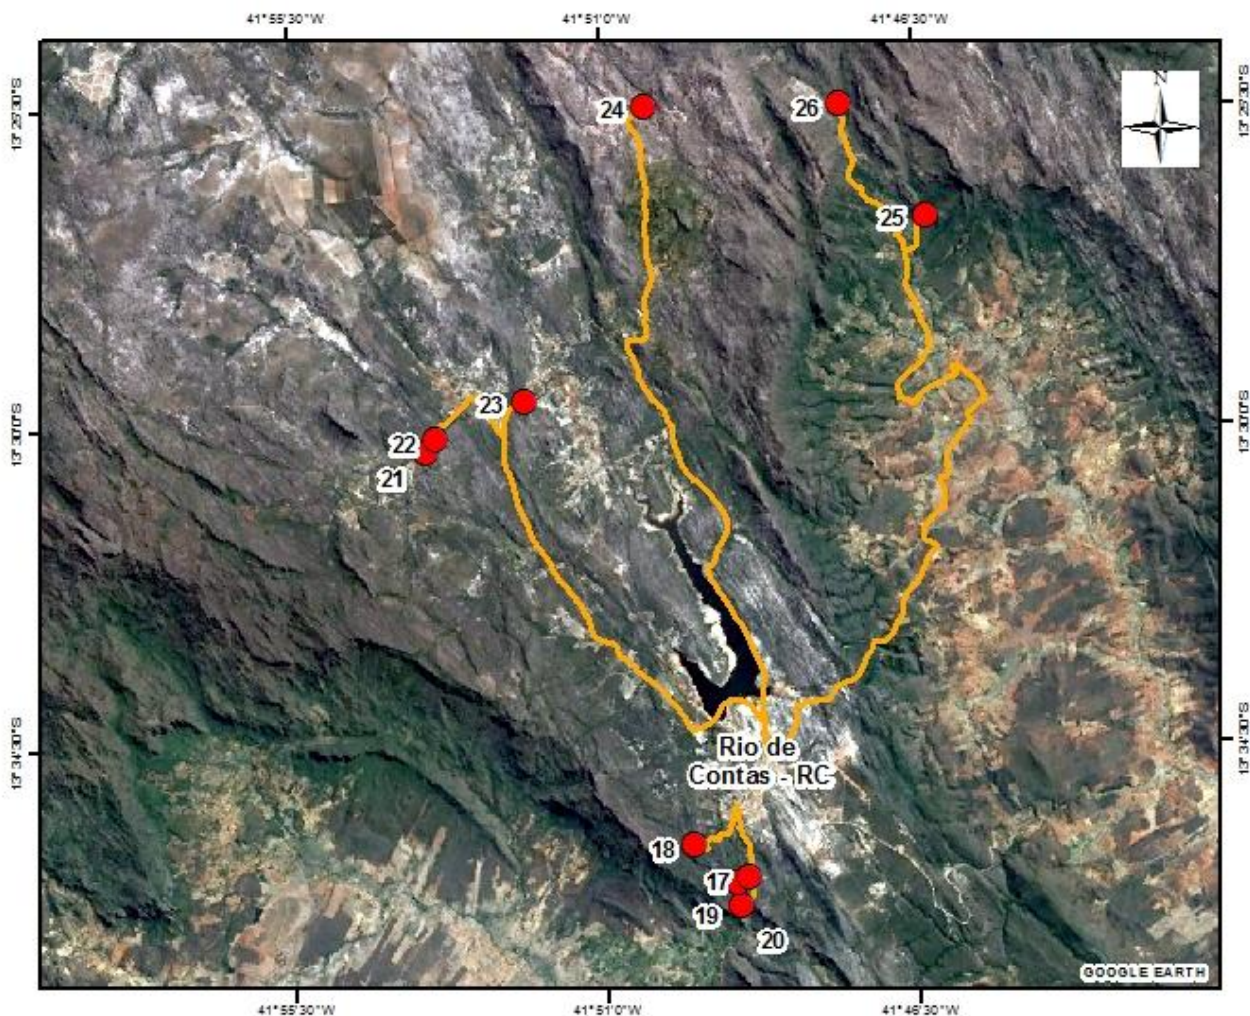 41°55'30"W 41°51'0"W 41°46'30"W
N
13°25'30"S 13°25'30"S
24 26
25
23
13°30'0"S 13°30'0"S
22
21
13°34'30"S 13°34'30"S
Rio de
Contas - RC
18
17
19
20
GOOGLE EARTH
41°55'30"W 41°51'0"W 41°46'30"W